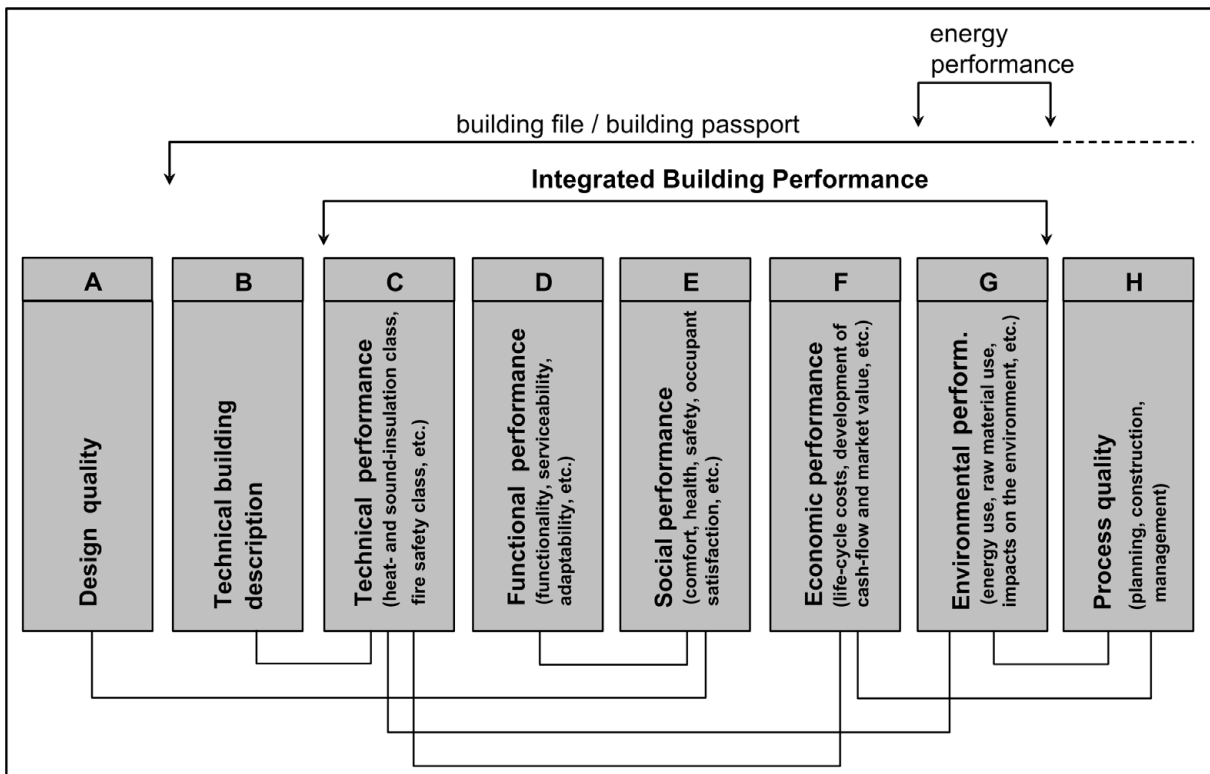 energy
performance
building file / building passport
Integrated Building Performance
A
B
C
D
E
F
G
H
Design quality
Technical building
description
Technical performance
(heat- and sound-insulation class,
fire safety class, etc.)
Functional performance
(functionality, serviceability,
adaptability, etc.)
Social performance
(comfort, health, safety, occupant
satisfaction, etc.)
Economic performance
(life-cycle costs, development of
cash-flow and market value, etc.)
Environmental perform.
(energy use, raw material use,
impacts on the environment, etc.)
Process quality
(planning, construction,
management)